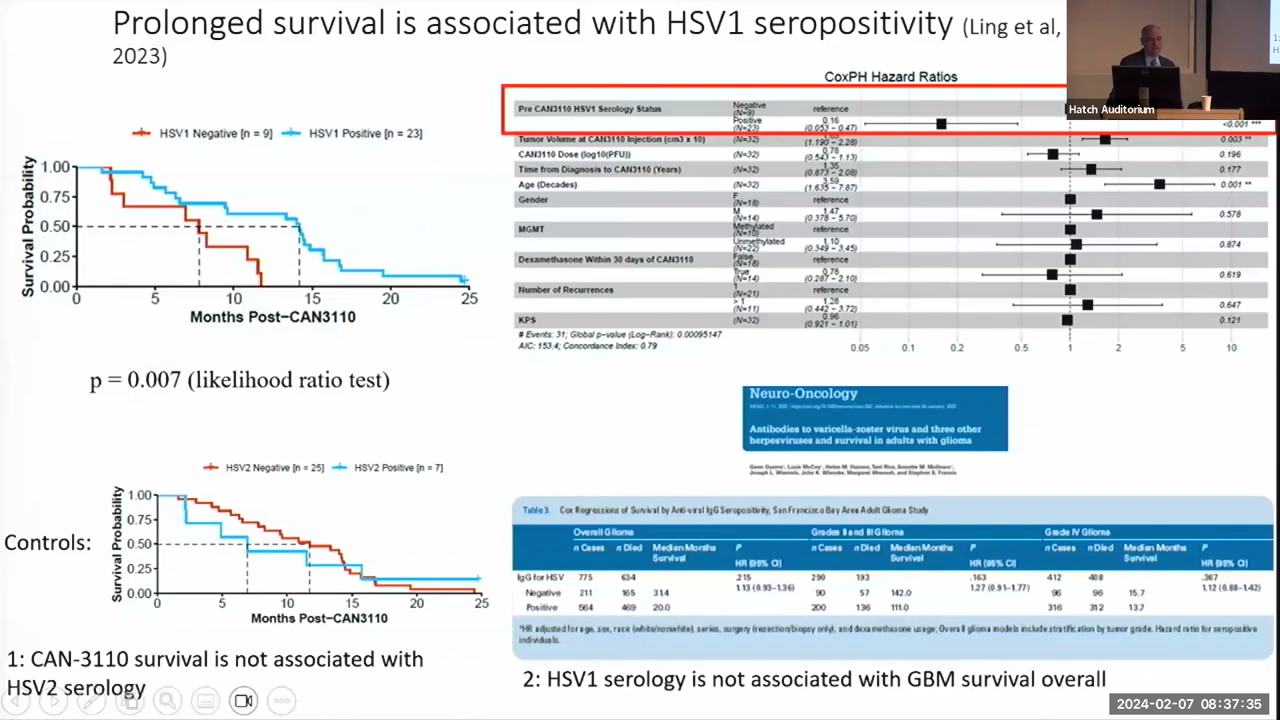 Prolonged survival is associated with HSV1 seropositivity (Ling et al,
2023)
Hatch Auditorium
HSV1 Negative [n = 9] HSV1 Positive [n = 23]
Survival Probability
1.00
0.75
0.50
0.25
0.00
0 5 10 15 20 25
Months Post−CAN3110
p = 0.007 (likelihood ratio test)
CoxPH Hazard Ratios
Pre CAN3110 HSV1 Serology Status Negative (N=9) reference
Positive (N=23) 0.16 (0.053 – 0.47) <0.001 ***
Tumor Volume at CAN3110 Injection (cm3 x 10) (N=32) (1.190 – 2.28) 0.003 **
CAN3110 Dose (log10(PFU)) (N=32) 0.78 (0.543 – 1.13) 0.196
Time from Diagnosis to CAN3110 (Years) (N=32) 1.35 (0.873 – 2.08) 0.177
Age (Decades) (N=32) 3.59 (1.635 – 7.87) 0.001 **
Gender F (N=18) reference
M (N=14) 1.47 (0.378 – 5.70) 0.578
MGMT Methylated (N=10) reference
Unmethylated (N=22) 1.10 (0.349 – 3.45) 0.874
Dexamethasone Within 30 days of CAN3110 False (N=18) reference
True (N=14) 0.78 (0.287 – 2.10) 0.619
Number of Recurrences 1 (N=21) reference
> 1 (N=11) 1.28 (0.442 – 3.72) 0.647
KPS (N=32) 0.96 (0.921 – 1.01) 0.121
# Events: 31; Global p−value (Log−Rank): 0.00095147
AIC: 153.4; Concordance Index: 0.79
0.05 0.1 0.2 0.5 1 2 5 10
Neuro-Oncology
Antibodies to varicella-zoster virus and three other
herpesviruses and survival in adults with glioma
Controls:
HSV2 Negative [n = 25] HSV2 Positive [n = 7]
Survival Probability
1.00
0.75
0.50
0.25
0.00
0 5 10 15 20 25
Months Post−CAN3110
1: CAN-3110 survival is not associated with
HSV2 serology
Table 3. Cox Regressions of Survival by Anti-viral IgG Seropositivity, San Francisco Bay Area Adult Glioma Study
Overall Glioma Grades II and III Glioma Grade IV Glioma
n Cases n Died Median Months Survival P HR (95% CI) n Cases n Died Median Months Survival P HR (95% CI) n Cases n Died Median Months Survival P HR (95% CI)
IgG for HSV 775 634 .215 290 193 .163 412 408 .367
1.13 (0.93–1.36) 1.27 (0.91–1.77) 1.12 (0.88–1.42)
Negative 211 165 31.4 90 57 142.0 96 96 15.7
Positive 564 469 20.0 200 136 111.0 316 312 13.7
*HR adjusted for age, sex, race (white/nonwhite), series, surgery (resection/biopsy only), and dexamethasone usage; Overall glioma models include stratification by tumor grade. Hazard ratio for seropositive
individuals.
2: HSV1 serology is not associated with GBM survival overall
2024-02-07 08:37:35